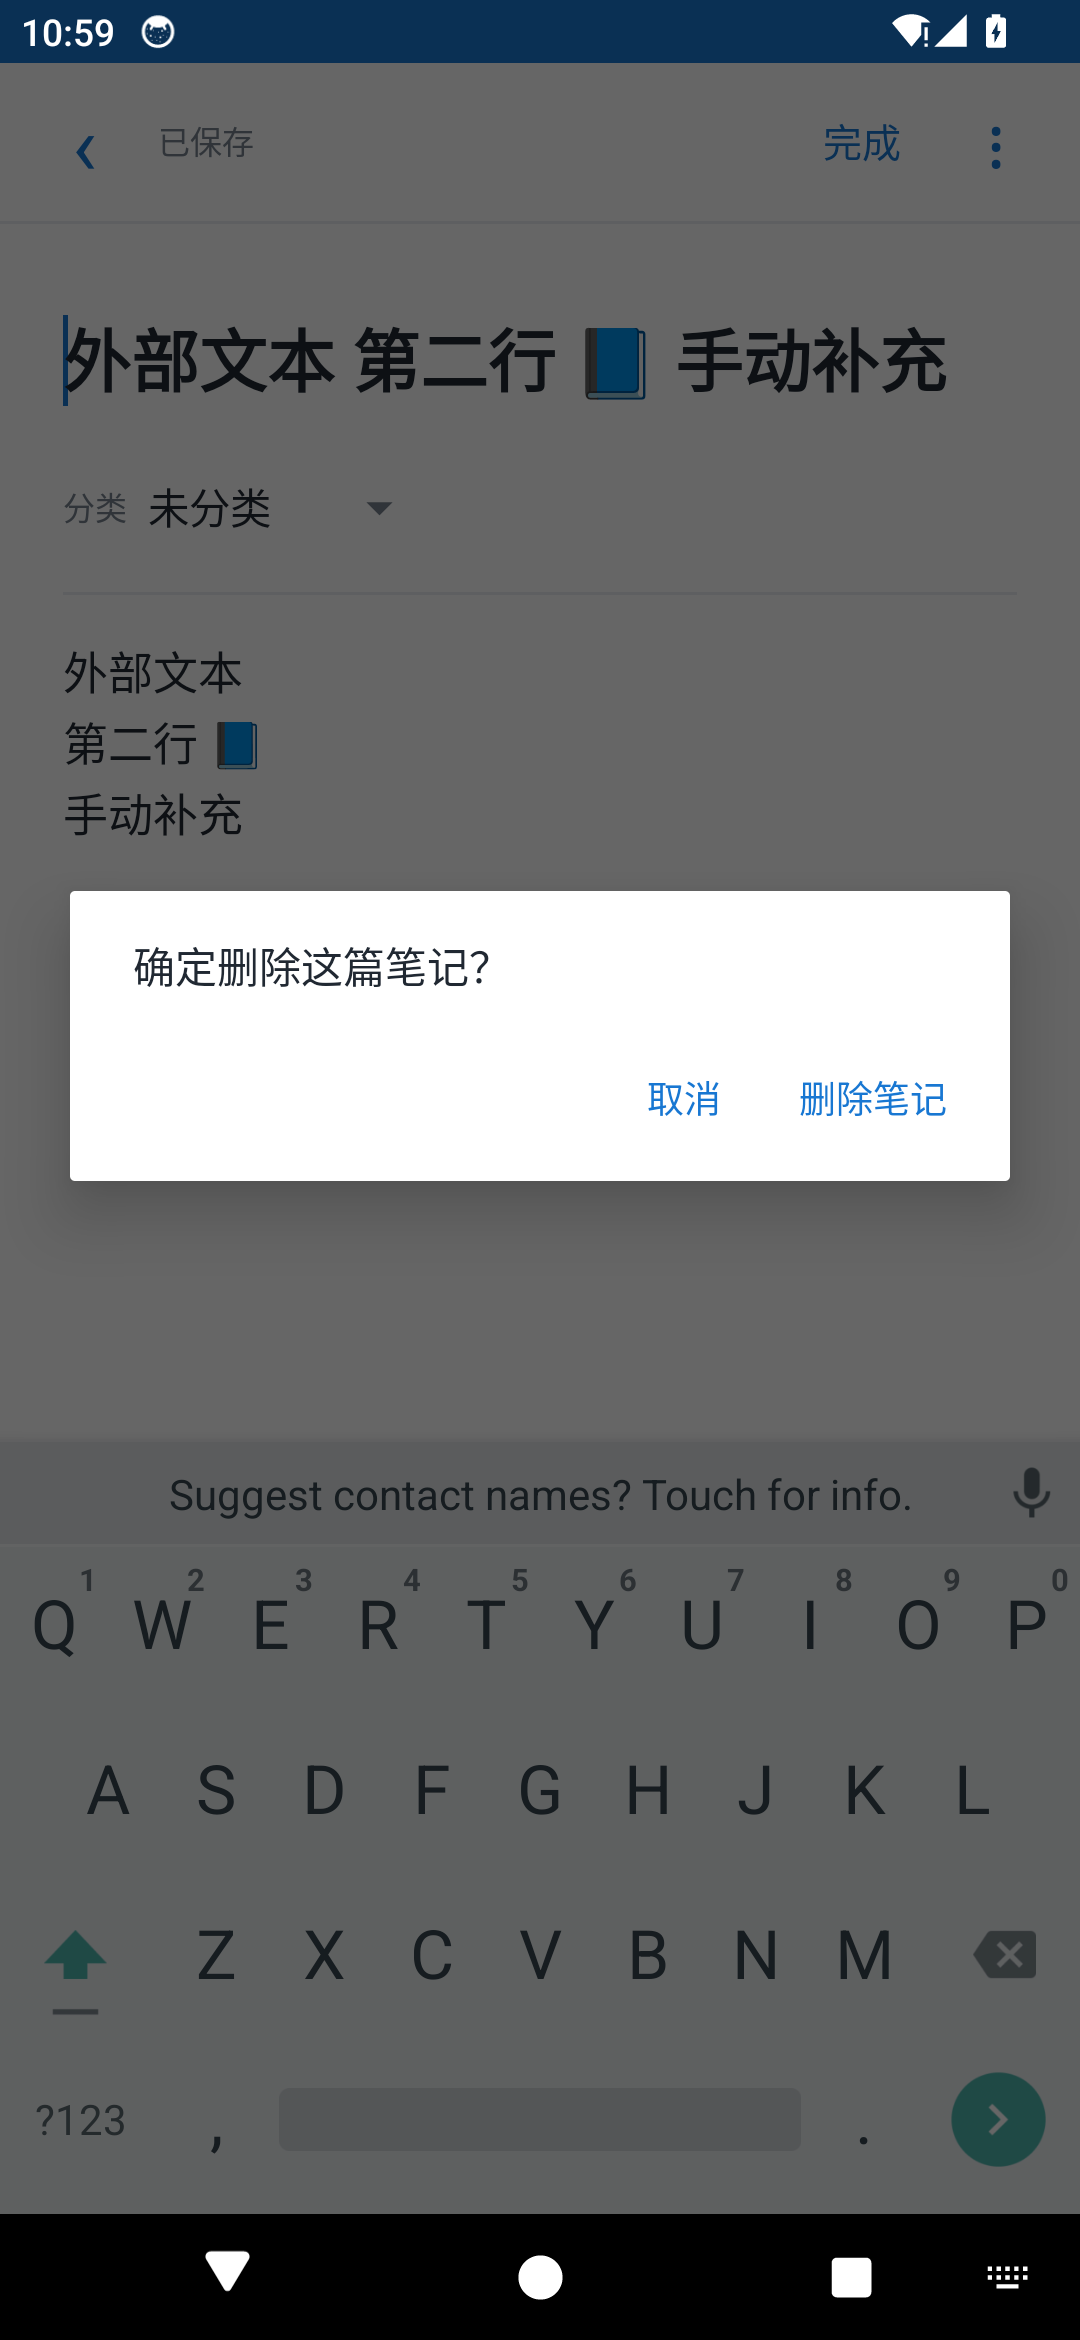 10:59
已保存 完成
外部文本 第二行 📘 手动补充
分类 未分类
外部文本
第二行 📘
手动补充
确定删除这篇笔记?
取消 删除笔记
Suggest contact names? Touch for info.
1 2 3 4 5 6 7 8 9 0
Q W E R T Y U I O P
A S D F G H J K L
Z X C V B N M
?123 , .